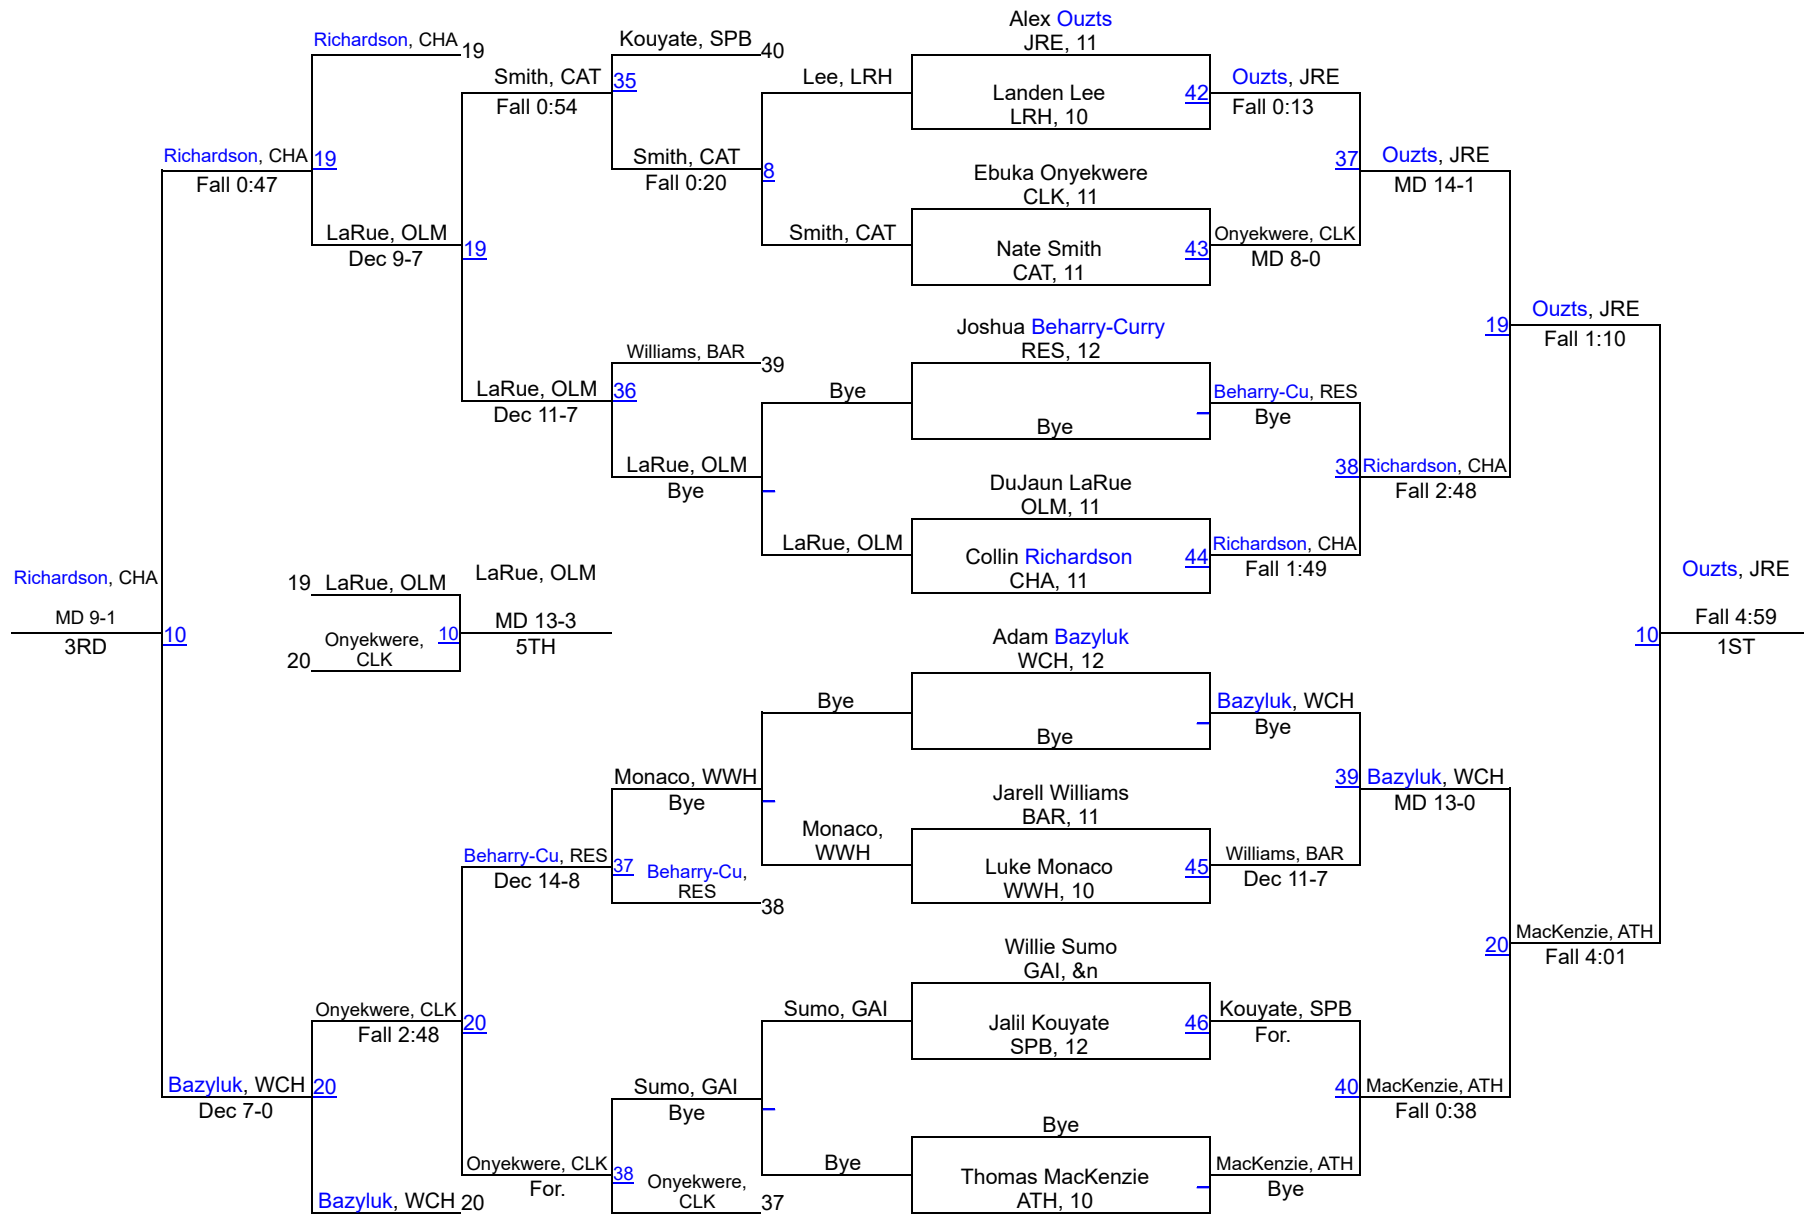 Alex Ouzts
Richardson, CHA 19
Kouyate, SPB 40
JRE, 11
Smith, CAT
35
Lee, LRH
Ouzts, JRE
Fall 0:54
Landen Lee
42
Fall 0:13
LRH, 10
Richardson, CHA 19
Smith, CAT
37 Ouzts, JRE
Fall 0:47
Fall 0:20
8
Ebuka Onyekwere
MD 14-1
CLK, 11
LaRue, OLM
Smith, CAT
Onyekwere, CLK
Dec 9-7
19
Nate Smith
43
MD 8-0
CAT, 11
Joshua Beharry-Curry
19
Ouzts, JRE
Williams, BAR 39
RES, 12
Fall 1:10
LaRue, OLM 36
Bye
Beharry-Cu, RES
Dec 11-7
Bye
Bye
LaRue, OLM
DuJaun LaRue
38 Richardson, CHA
Bye
OLM, 11
Fall 2:48
LaRue, OLM
Collin Richardson
44
Richardson, CHA
CHA, 11
Fall 1:49
Richardson, CHA
19 LaRue, OLM
LaRue, OLM
Ouzts, JRE
MD 9-1
10
MD 13-3
Fall 4:59
3RD
20 Onyekwere,
CLK
10
5TH
Adam Bazyluk
10
1ST
WCH, 12
Bye
Bazyluk, WCH
Bye
Bye
Monaco, WWH
Jarell Williams
39 Bazyluk, WCH
Bye
BAR, 11
MD 13-0
Monaco,
WWH
Beharry-Cu, RES
37 Beharry-Cu,
RES
38
Luke Monaco
45
Williams, BAR
Dec 14-8
WWH, 10
Dec 11-7
Willie Sumo
20
MacKenzie, ATH
GAI, &n
Fall 4:01
Onyekwere, CLK
Sumo, GAI
Kouyate, SPB
Fall 2:48
20
Jalil Kouyate
46
For.
SPB, 12
Bazyluk, WCH 20
Sumo, GAI
40 MacKenzie, ATH
Dec 7-0
Bye
Fall 0:38
Bye
Onyekwere, CLK
38 Onyekwere,
CLK
37
Bye
Thomas MacKenzie
MacKenzie, ATH
For.
ATH, 10
Bye
Bazyluk, WCH 20